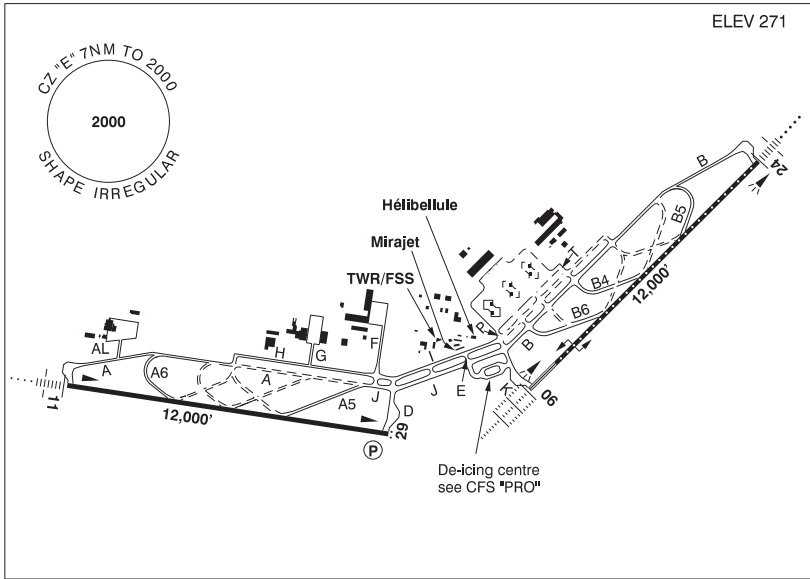 ELEV 271
CZ "E" 7NM TO 2000
2000
SHAPE IRREGULAR
24
B
Hélibellule
Mirajet
TWR/FSS
B5
T
B4
12,000'
B6
P
B
F
H
G
AL
A
A6
A
J
A5
J
E
K
06
D
11
12,000'
29
P
De-icing centre
see CFS "PRO"